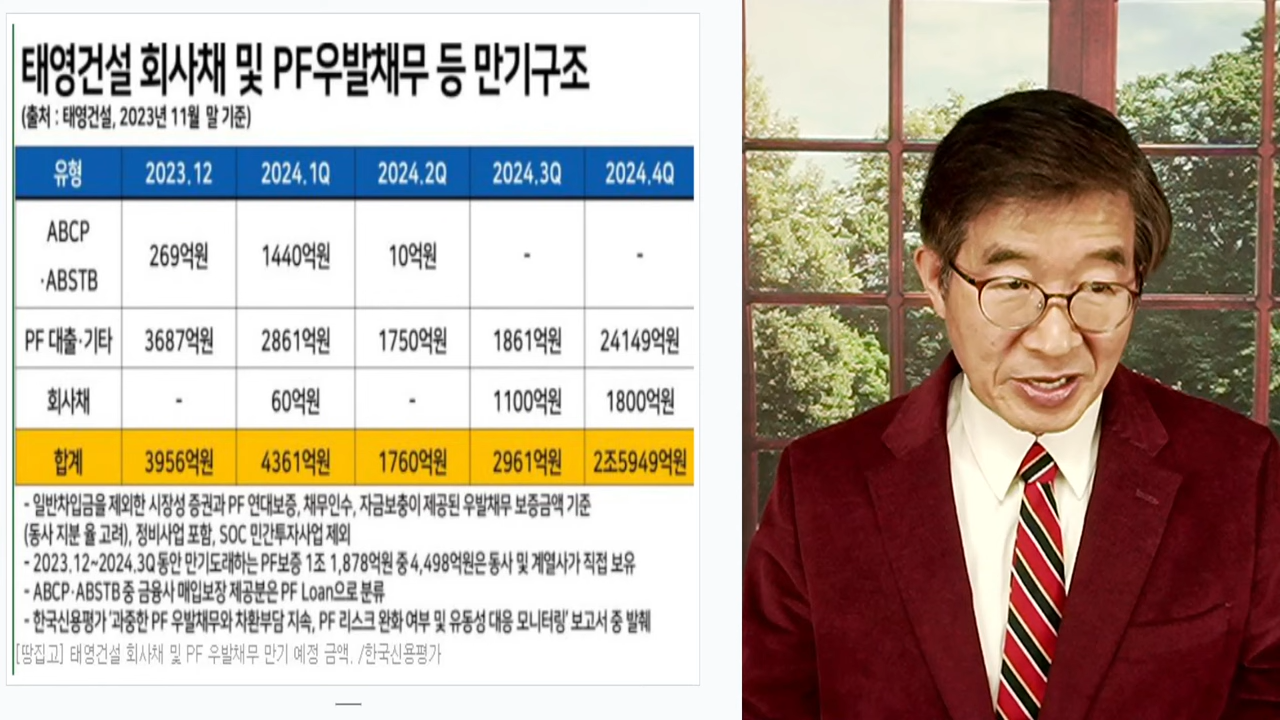 태영건설 회사채 및 PF우발채무 등 만기구조
(출처 : 태영건설, 2023년 11월 말 기준)
유형 2023.12 2024.1Q 2024.2Q 2024.3Q 2024.4Q
ABCP
·ABSTB
269억원 1440억원 10억원 - -
PF 대출·기타 3687억원 2861억원 1750억원 1861억원 24149억원
회사채 - 60억원 - 1100억원 1800억원
합계 3956억원 4361억원 1760억원 2961억원 2조5949억원
- 일반차입금을 제외한 시장성 증권과 PF 연대보증, 채무인수, 자금보충이 제공된 우발채무 보증금액 기준
(동사 지분 율 고려), 정비사업 포함, SOC 민간투자사업 제외
- 2023.12~2024.3Q 동안 만기도래하는 PF보증 1조 1,878억원 중 4,498억원은 동사 및 계열사가 직접 보유
- ABCP·ABSTB 중 금융사 매입보장 제공분은 PF Loan으로 분류
- 한국신용평가 '과중한 PF 우발채무와 차환부담 지속, PF 리스크 완화 여부 및 유동성 대응 모니터링' 보고서 중 발췌
[땅집고] 태영건설 회사채 및 PF 우발채무 만기 예정 금액. /한국신용평가